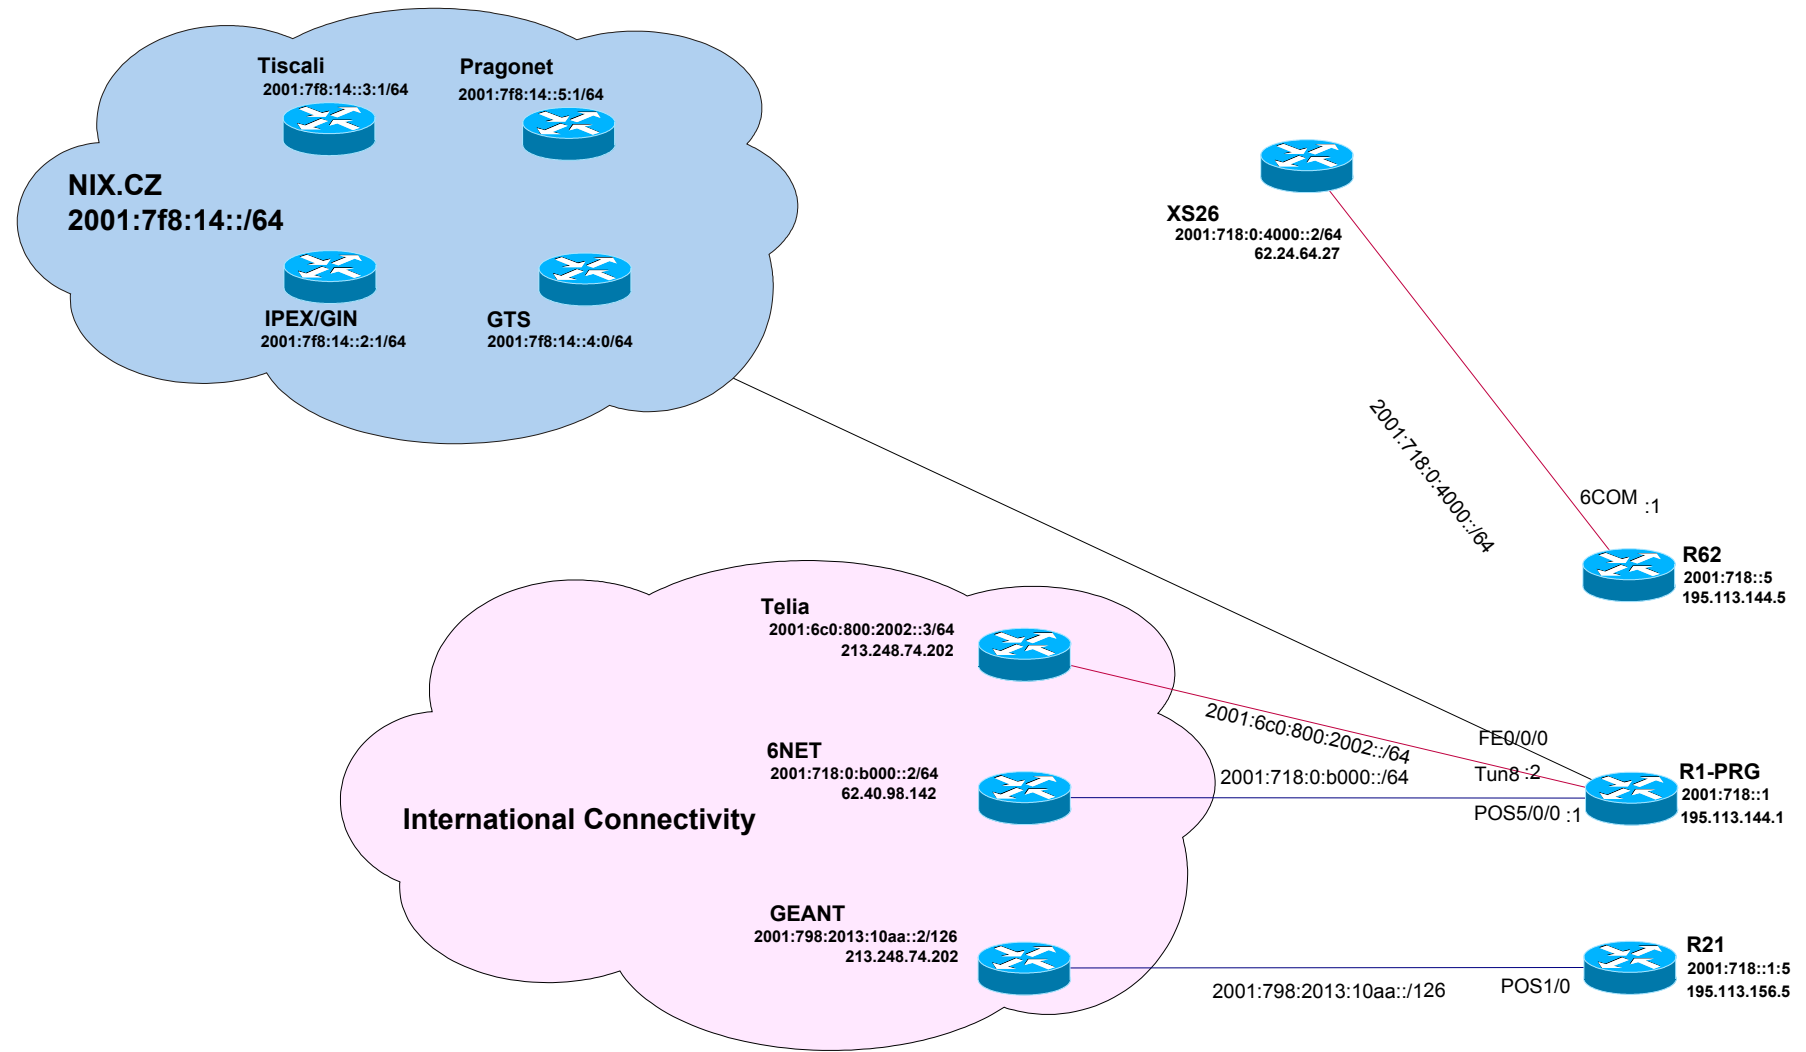 Tiscali
2001:7f8:14::3:1/64
Pragonet
2001:7f8:14::5:1/64
NIX.CZ
2001:7f8:14::/64
IPEX/GIN
2001:7f8:14::2:1/64
GTS
2001:7f8:14::4:0/64
XS26
2001:718:0:4000::2/64
62.24.64.27
2001:718:0:4000::/64
6COM :1
R62
2001:718::5
195.113.144.5
Telia
2001:6c0:800:2002::3/64
213.248.74.202
2001:6c0:800:2002::/64
FE0/0/0
Tun8 :2
6NET
2001:718:0:b000::2/64
62.40.98.142
2001:718:0:b000::/64
POS5/0/0 :1
R1-PRG
2001:718::1
195.113.144.1
International Connectivity
GEANT
2001:798:2013:10aa::2/126
213.248.74.202
2001:798:2013:10aa::/126
POS1/0
R21
2001:718::1:5
195.113.156.5